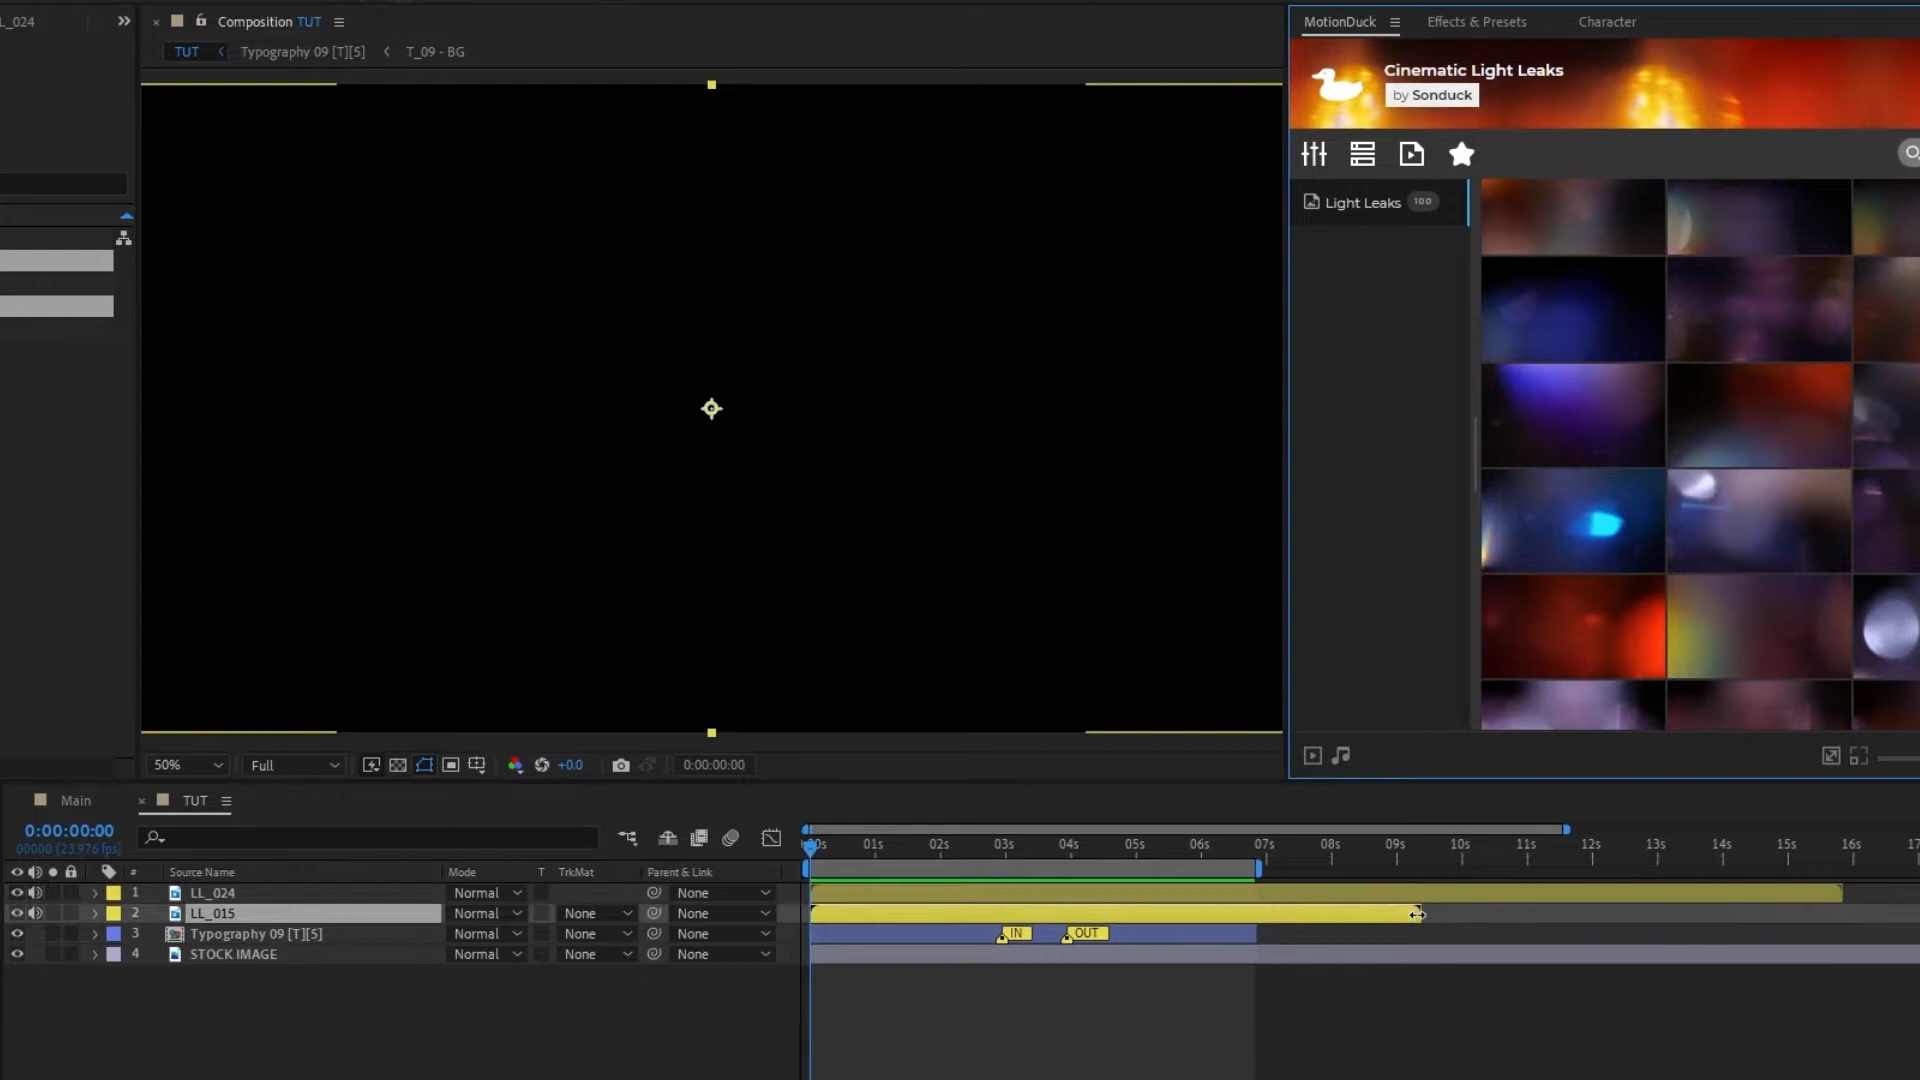 L_024
Composition TUT
TUT
Typography 09 [T][5]
T_09 - BG
50%
Full
+0.0
0:00:00:00
MotionDuck
Effects & Presets
Character
Cinematic Light Leaks
by Sonduck
Light Leaks 100
Main
TUT
0:00:00:00
00000 (23.976 fps)
01s 02s 03s 04s 05s 06s 07s 08s 09s 10s 11s 12s 13s 14s 15s 16s
# Source Name Mode T TrkMat Parent & Link
1 LL_024 Normal None
2 LL_015 Normal None None
3 Typography 09 [T][5] Normal None None IN OUT
4 STOCK IMAGE Normal None None